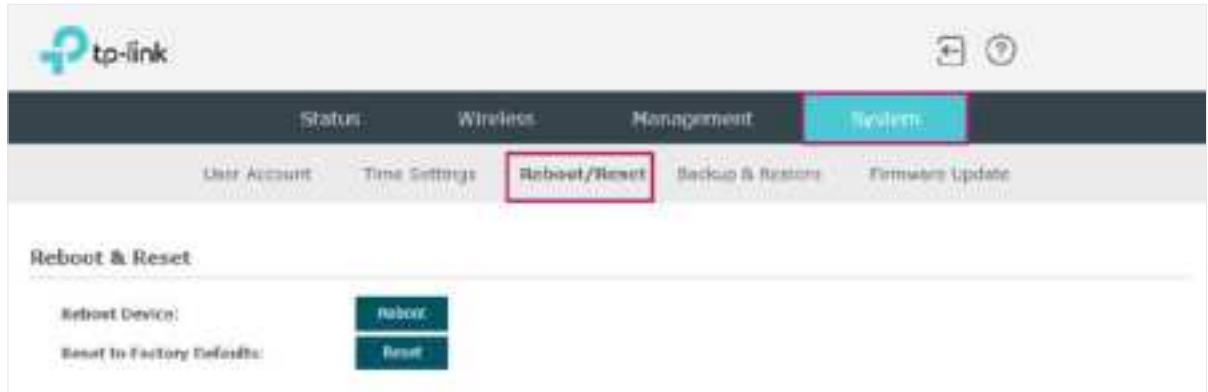 tp-link
Status Wireless Management System
User Account Time Settings Reboot/Reset Backup & Restore Firmware Update
Reboot & Reset
Reboot Device: Reboot
Reset to Factory Defaults: Reset